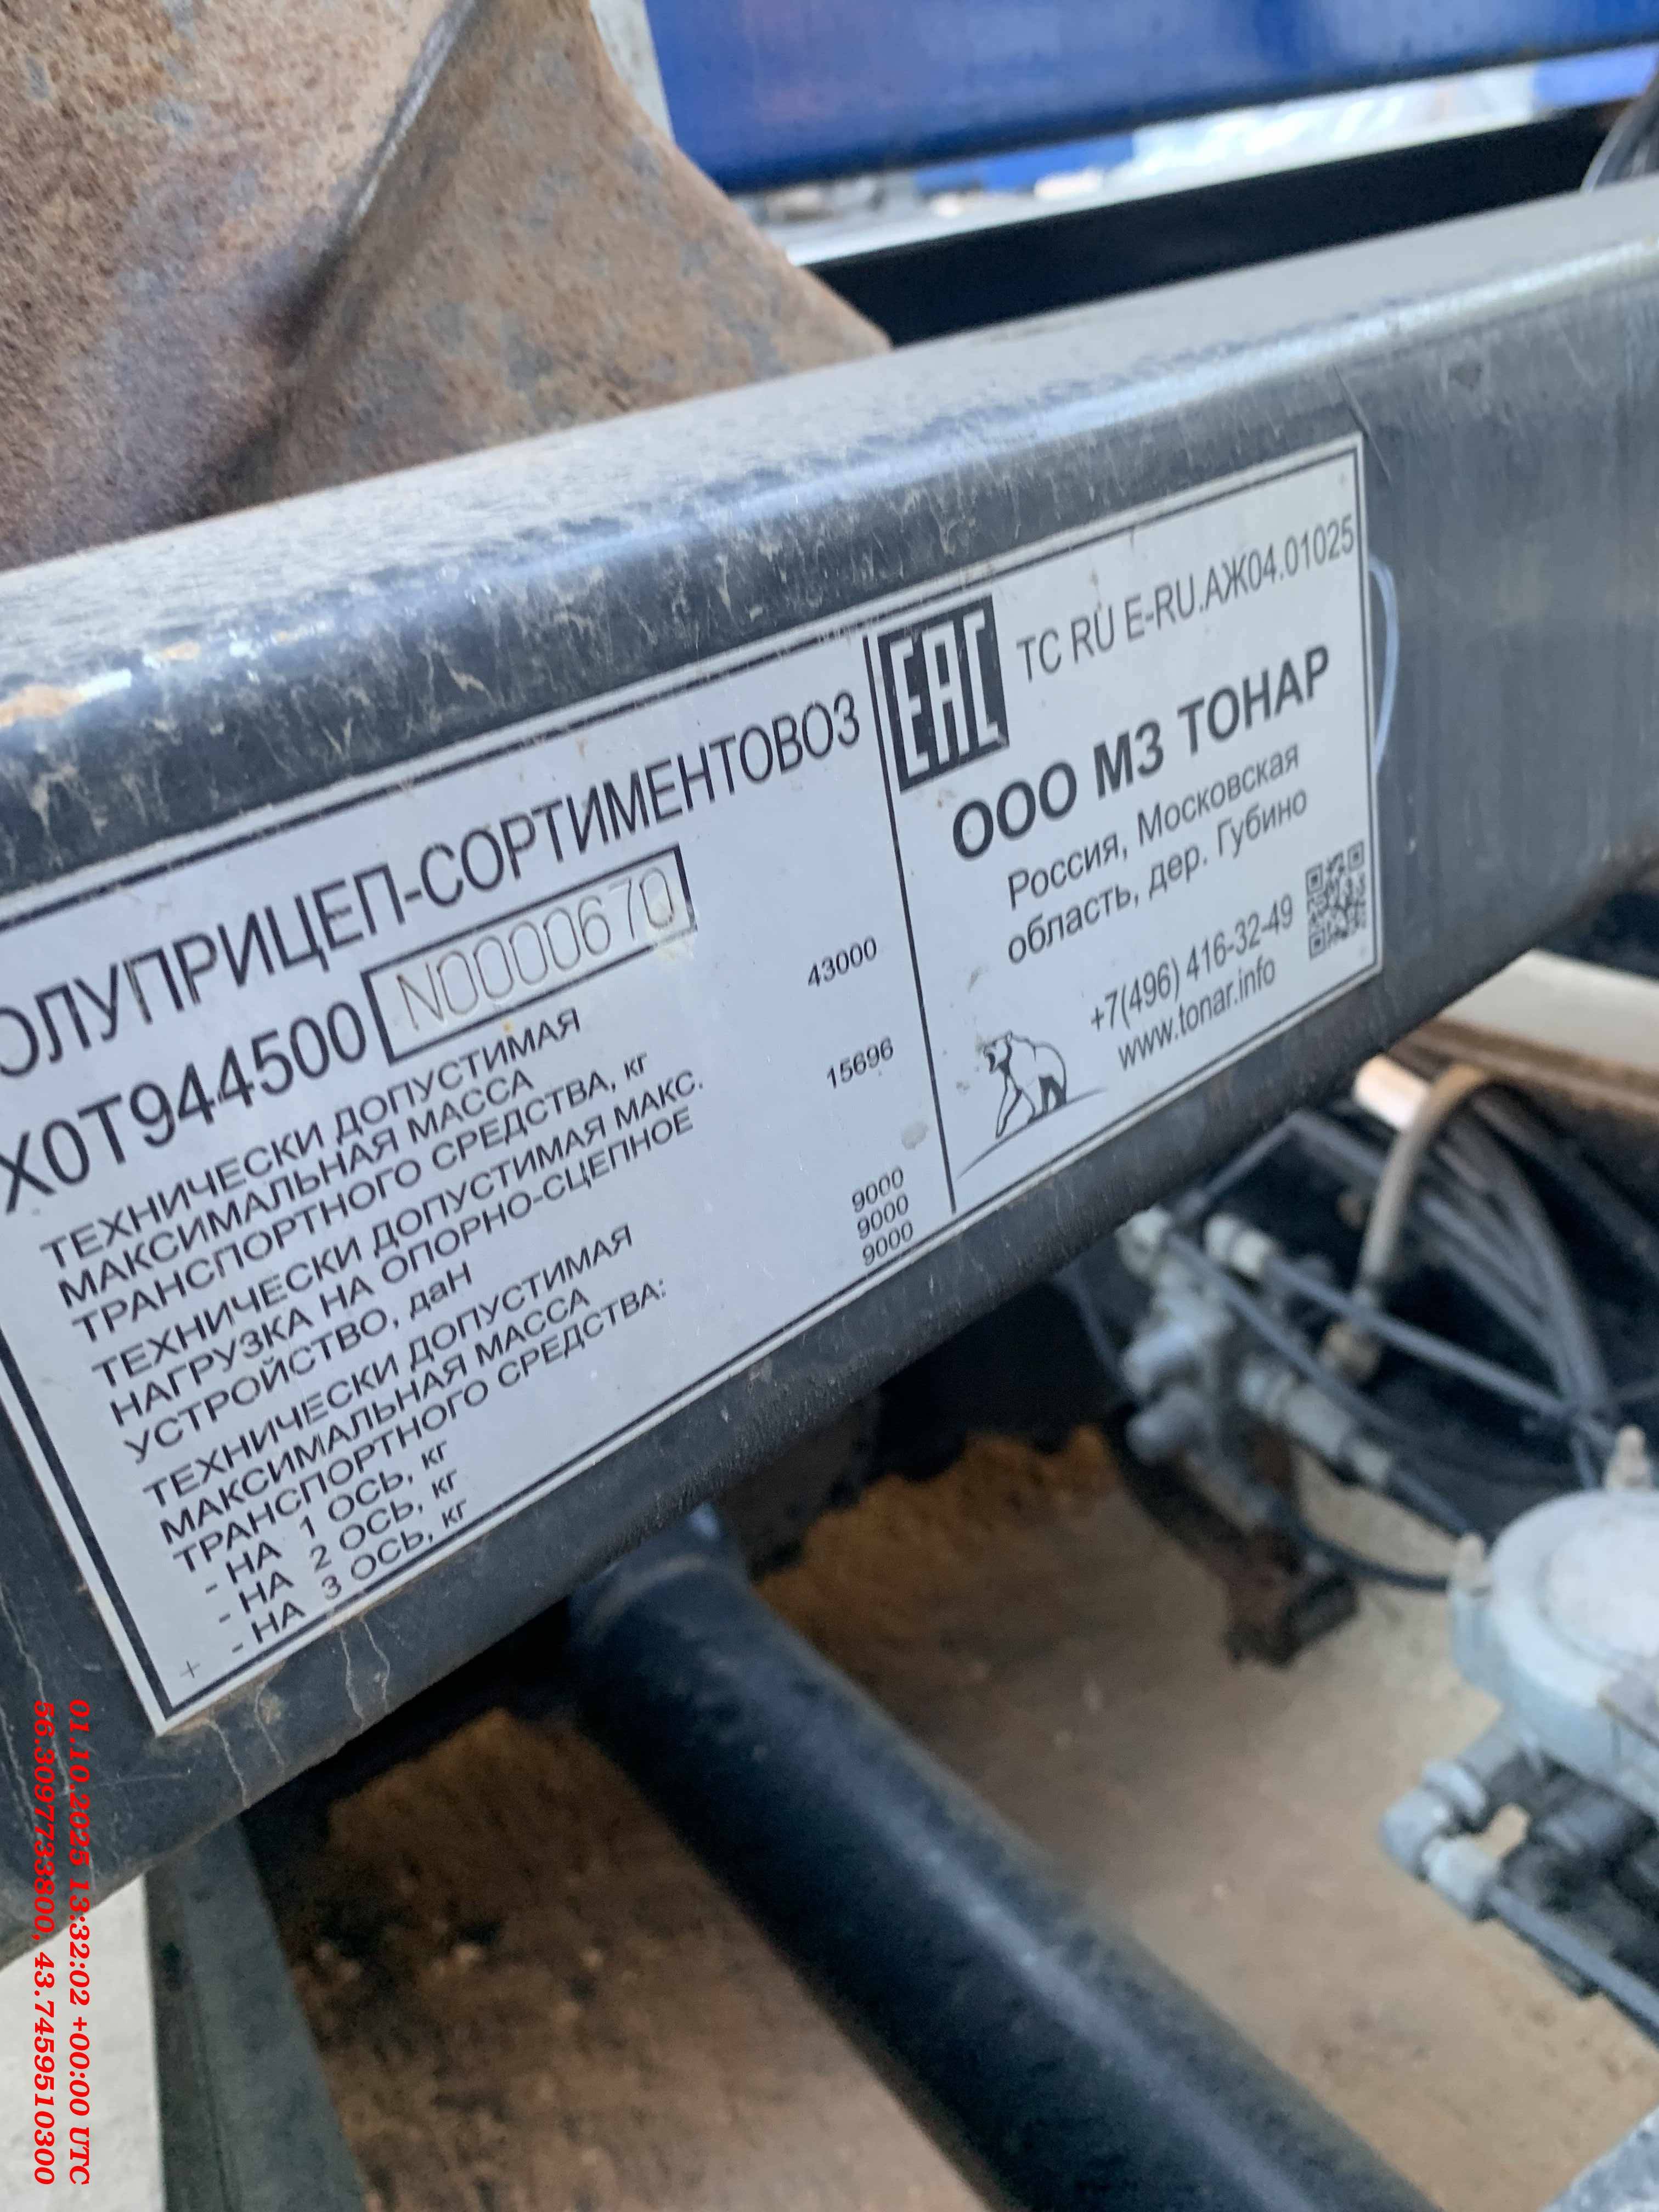 ОЛУПРИЦЕП-СОРТИМЕНТОВОЗ
X0T944500 N0000670
ТЕХНИЧЕСКИ ДОПУСТИМАЯ
МАКСИМАЛЬНАЯ МАССА
ТРАНСПОРТНОГО СРЕДСТВА, кг 43000
ТЕХНИЧЕСКИ ДОПУСТИМАЯ МАКС.
НАГРУЗКА НА ОПОРНО-СЦЕПНОЕ
УСТРОЙСТВО, даН 15696
ТЕХНИЧЕСКИ ДОПУСТИМАЯ
МАКСИМАЛЬНАЯ МАССА
ТРАНСПОРТНОГО СРЕДСТВА:
- НА 1 ОСЬ, кг 9000
- НА 2 ОСЬ, кг 9000
- НА 3 ОСЬ, кг 9000
EAC TC RU E-RU.АЖ04.01025
ООО МЗ ТОНАР
Россия, Московская
область, дер. Губино
+7(496) 416-32-49
www.tonar.info
01.10.2025 13:32:02 +00:00 UTC
56.3097733800, 43.7459510300